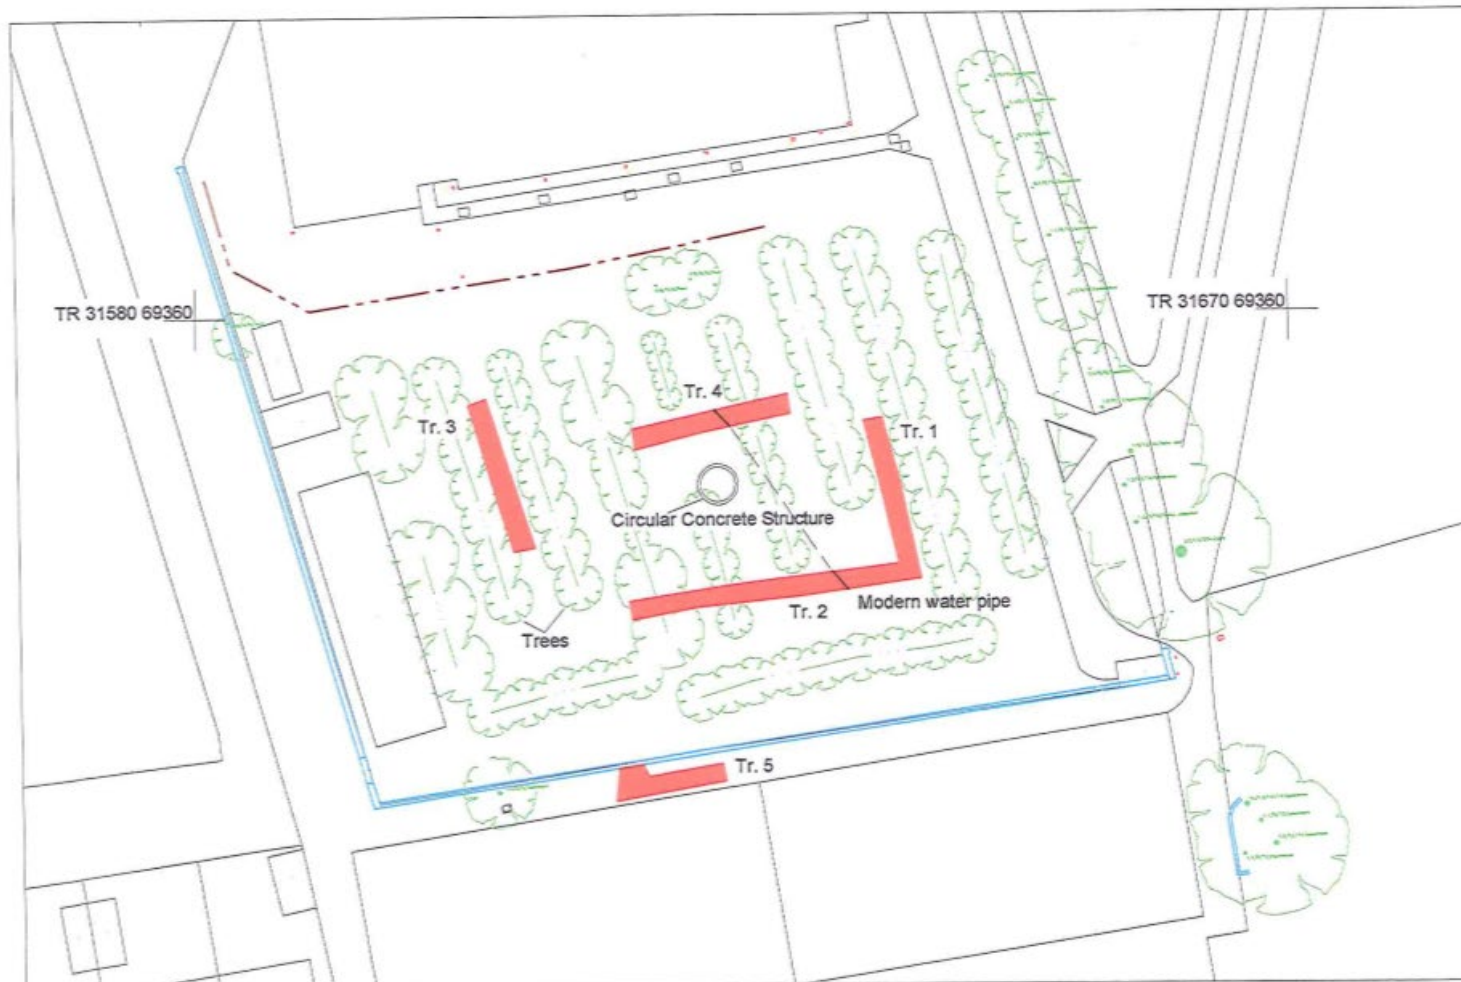 TR 31580 69360
TR 31670 69360
Tr. 4
Tr. 3
Tr. 1
Circular Concrete Structure
Modern water pipe
Tr. 2
Trees
Tr. 5